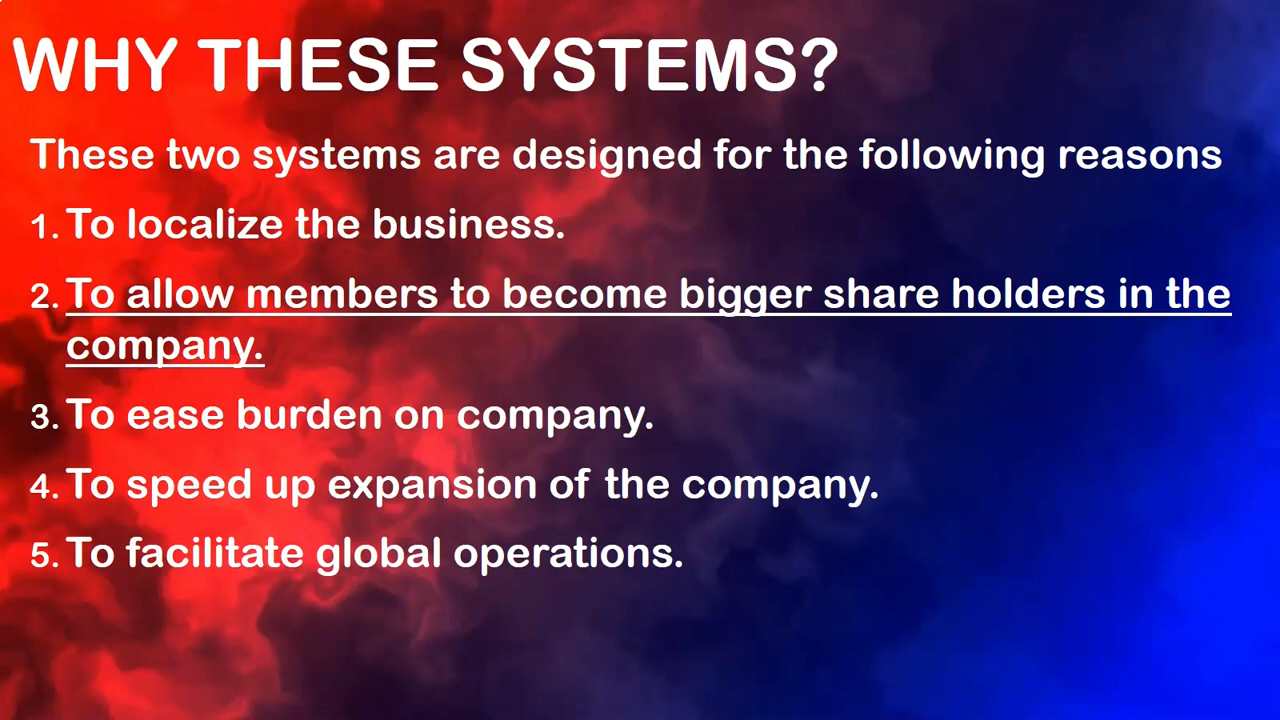 WHY THESE SYSTEMS?
These two systems are designed for the following reasons
1. To localize the business.
2. To allow members to become bigger share holders in the
company.
3. To ease burden on company.
4. To speed up expansion of the company.
5. To facilitate global operations.